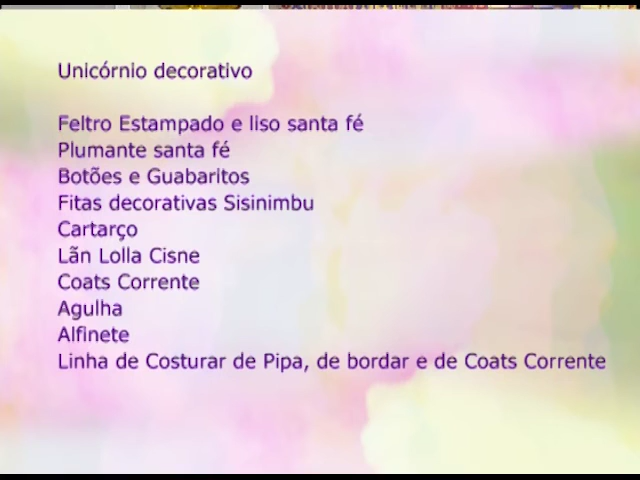 Unicórnio decorativo
Feltro Estampado e liso santa fé
Plumante santa fé
Botões e Guabaritos
Fitas decorativas Sisinimbu
Cartarço
Lãn Lolla Cisne
Coats Corrente
Agulha
Alfinete
Linha de Costurar de Pipa, de bordar e de Coats Corrente